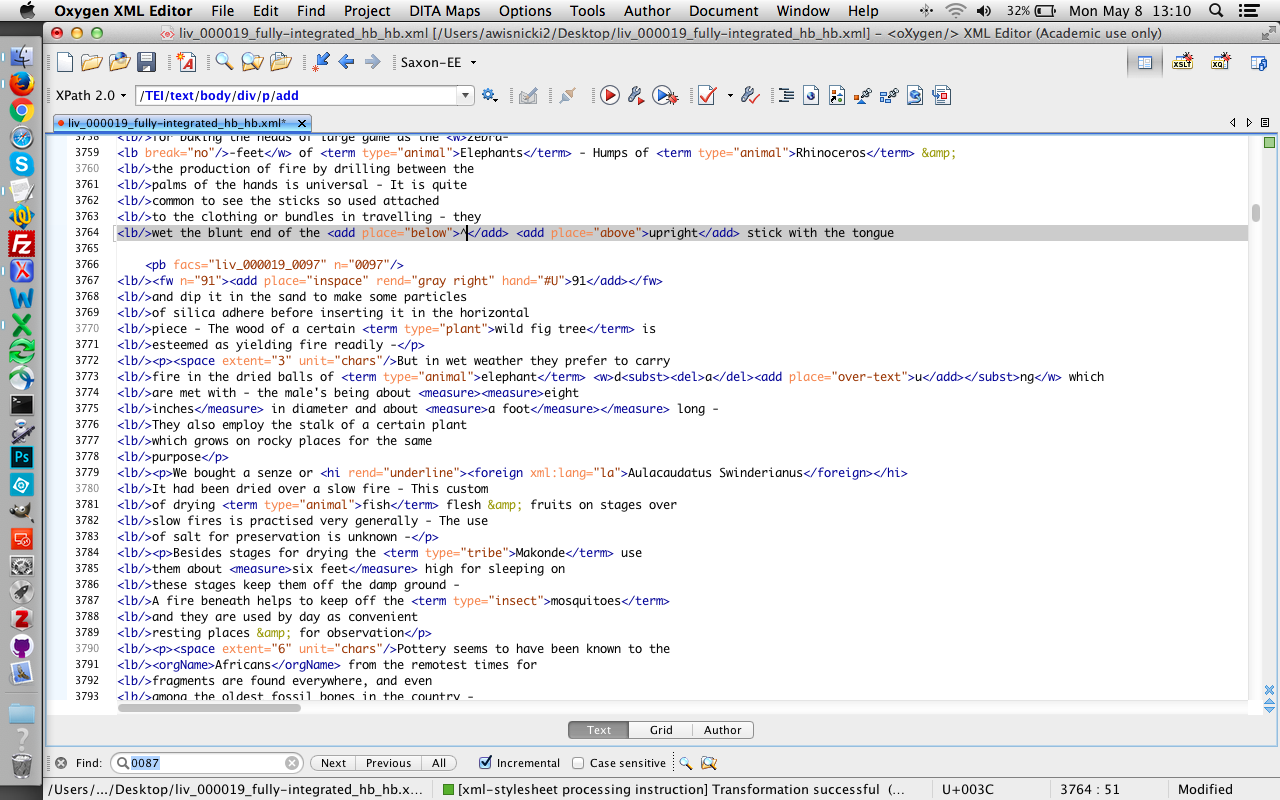 Oxygen XML Editor File Edit Find Project DITA Maps Options Tools Author Document Window Help 32% Mon May 8 13:10
liv_000019_fully-integrated_hb_hb.xml [/Users/awisnicki2/Desktop/liv_000019_fully-integrated_hb_hb.xml] - <oXygen/> XML Editor (Academic use only)
Saxon-EE
XPath 2.0 /TEI/text/body/div/p/add
liv_000019_fully-integrated_hb_hb.xml*
3758 <lb/>for baking the heads of large game as the <w>zebra-
3759 <lb break="no"/>-feet</w> of <term type="animal">Elephants</term> - Humps of <term type="animal">Rhinoceros</term> &amp;
3760 <lb/>the production of fire by drilling between the
3761 <lb/>palms of the hands is universal - It is quite
3762 <lb/>common to see the sticks so used attached
3763 <lb/>to the clothing or bundles in travelling - they
3764 <lb/>wet the blunt end of the <add place="below">^</add> <add place="above">upright</add> stick with the tongue
3765
3766 <pb facs="liv_000019_0097" n="0097"/>
3767 <lb/><fw n="91"><add place="inspace" rend="gray right" hand="#U">91</add></fw>
3768 <lb/>and dip it in the sand to make some particles
3769 <lb/>of silica adhere before inserting it in the horizontal
3770 <lb/>piece - The wood of a certain <term type="plant">wild fig tree</term> is
3771 <lb/>esteemed as yielding fire readily -</p>
3772 <lb/><p><space extent="3" unit="chars"/>But in wet weather they prefer to carry
3773 <lb/>fire in the dried balls of <term type="animal">elephant</term> <w>d<subst><del>a</del><add place="over-text">u</add></subst>ng</w> which
3774 <lb/>are met with - the male's being about <measure><measure>eight
3775 <lb/>inches</measure> in diameter and about <measure>a foot</measure></measure> long -
3776 <lb/>They also employ the stalk of a certain plant
3777 <lb/>which grows on rocky places for the same
3778 <lb/>purpose</p>
3779 <lb/><p>We bought a senze or <hi rend="underline"><foreign xml:lang="la">Aulacaudatus Swinderianus</foreign></hi>
3780 <lb/>It had been dried over a slow fire - This custom
3781 <lb/>of drying <term type="animal">fish</term> flesh &amp; fruits on stages over
3782 <lb/>slow fires is practised very generally - The use
3783 <lb/>of salt for preservation is unknown -</p>
3784 <lb/><p>Besides stages for drying the <term type="tribe">Makonde</term> use
3785 <lb/>them about <measure>six feet</measure> high for sleeping on
3786 <lb/>these stages keep them off the damp ground -
3787 <lb/>A fire beneath helps to keep off the <term type="insect">mosquitoes</term>
3788 <lb/>and they are used by day as convenient
3789 <lb/>resting places &amp; for observation</p>
3790 <lb/><p><space extent="6" unit="chars"/>Pottery seems to have been known to the
3791 <lb/><orgName>Africans</orgName> from the remotest times for
3792 <lb/>fragments are found everywhere, and even
3793 <lb/>among the oldest fossil bones in the country -
Text Grid Author
Find: 0087 Next Previous All Incremental Case sensitive
/Users/.../Desktop/liv_000019_fully-integrated_hb_hb.x... [xml-stylesheet processing instruction] Transformation successful (... U+003C 3764 : 51 Modified